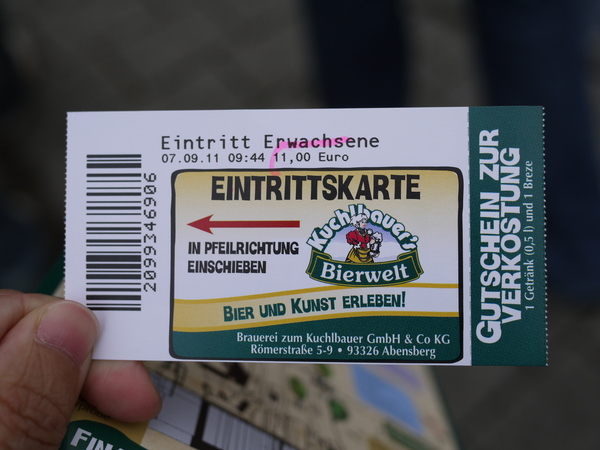 Eintritt Erwachsene
07.09.11 09:44 11,00 Euro
2099346906
EINTRITTSKARTE
IN PFEILRICHTUNG
EINSCHIEBEN
Kuchlbauer's
Bierwelt
BIER UND KUNST ERLEBEN!
Brauerei zum Kuchlbauer GmbH & Co KG
Römerstraße 5-9 • 93326 Abensberg
GUTSCHEIN ZUR
VERKOSTUNG
1 Getränk (0,5 l) und 1 Breze